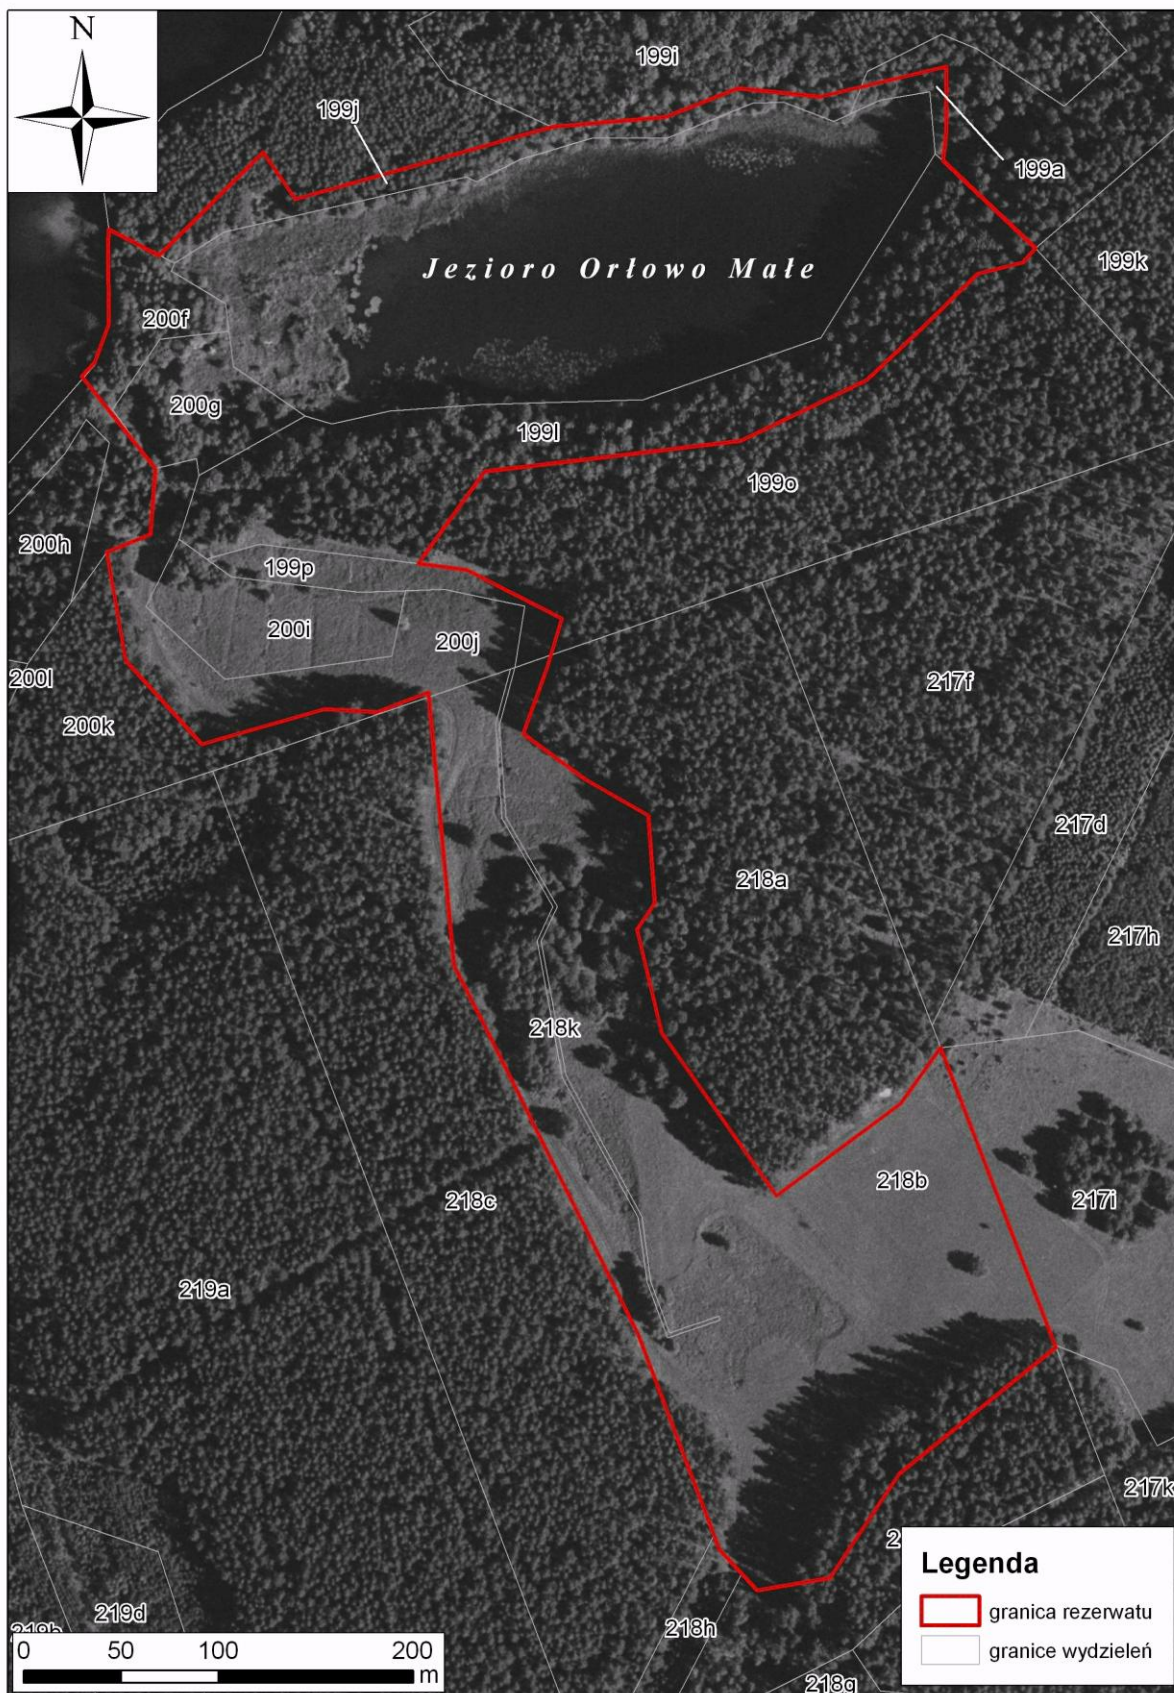 N
199i
199j
199a
199k
Jezioro Orłowo Małe
200f
200g
199l
199o
200h
199p
200i
200j
200l
200k
217f
217d
218a
217h
218k
218b
217i
218c
219a
217k
Legenda
granica rezerwatu
granice wydzieleń
219d
218h
218g
0 50 100 200
m